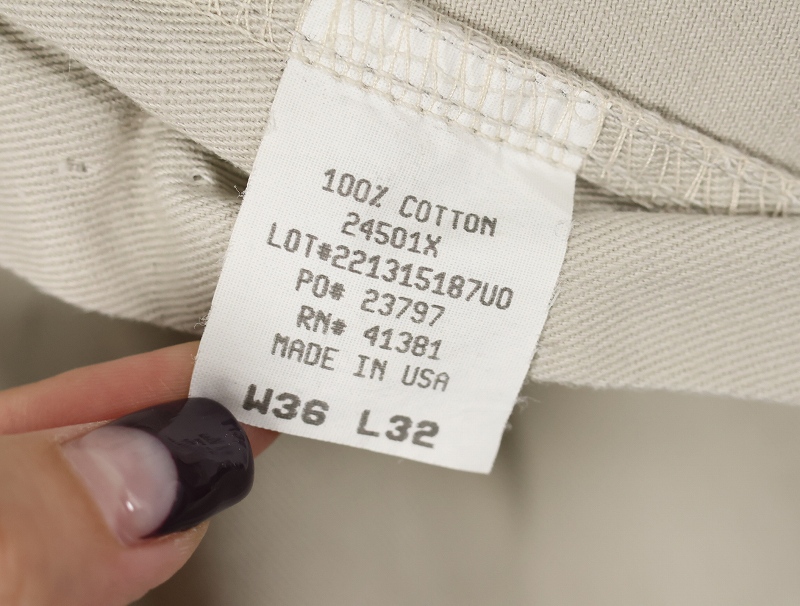 100% COTTON
24501X
LOT#221315187UO
PO# 23797
RN# 41381
MADE IN USA
W36 L32